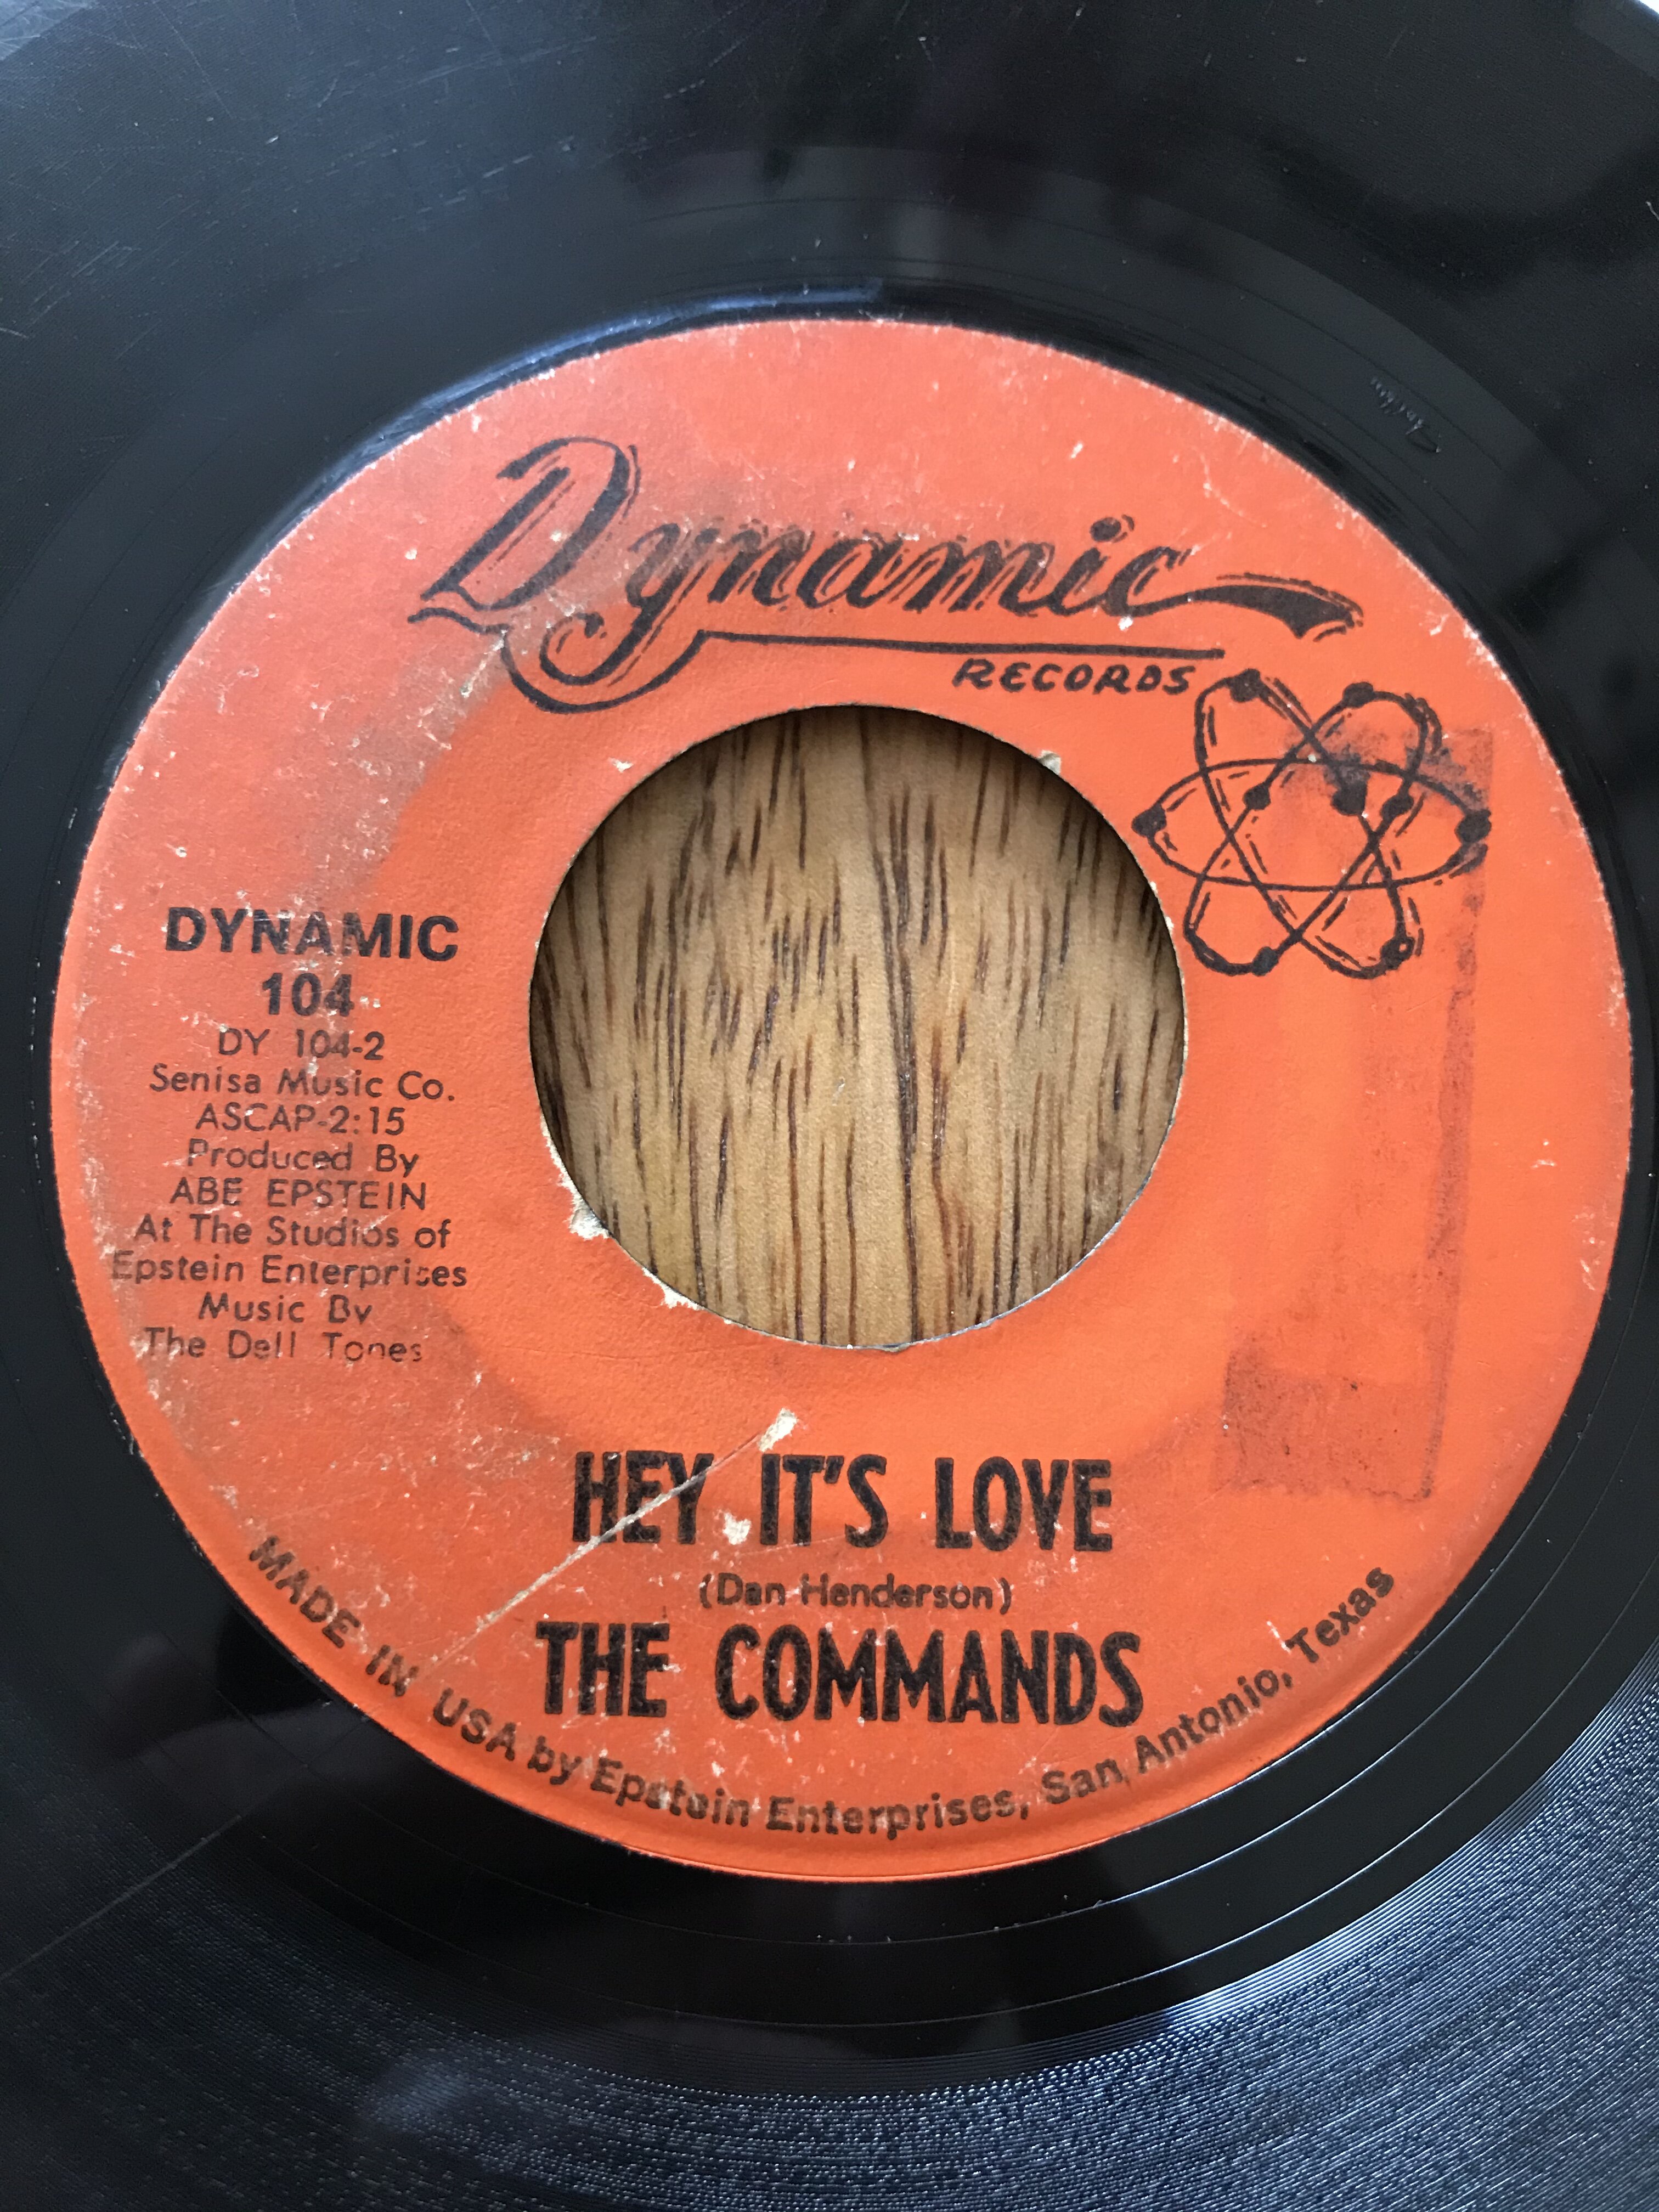 Dynamic
RECORDS
DYNAMIC
104
DY 104-2
Senisa Music Co.
ASCAP-2:15
Produced By
ABE EPSTEIN
At The Studios of
Epstein Enterprises
Music By
The Dell Tones
HEY IT'S LOVE
(Dan Henderson)
THE COMMANDS
MADE IN USA by Epstein Enterprises, San Antonio, Texas